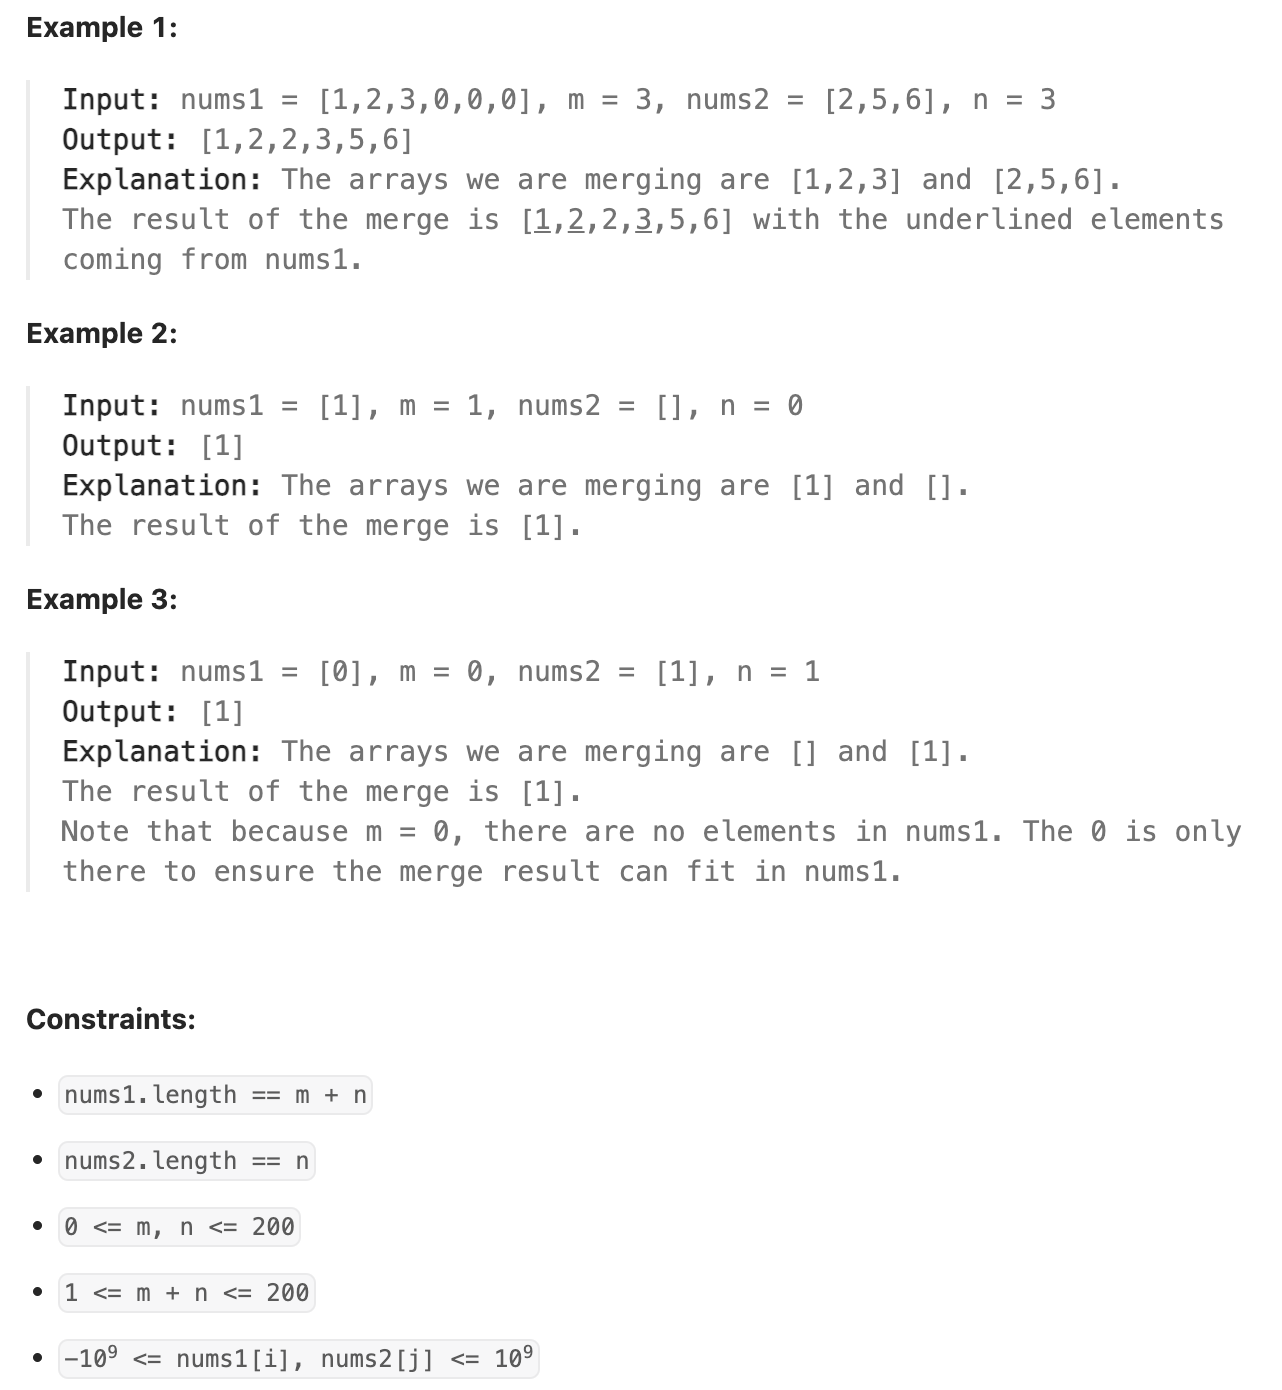 Example 1:
Input: nums1 = [1,2,3,0,0,0], m = 3, nums2 = [2,5,6], n = 3
Output: [1,2,2,3,5,6]
Explanation: The arrays we are merging are [1,2,3] and [2,5,6].
The result of the merge is [1,2,2,3,5,6] with the underlined elements
coming from nums1.
Example 2:
Input: nums1 = [1], m = 1, nums2 = [], n = 0
Output: [1]
Explanation: The arrays we are merging are [1] and [].
The result of the merge is [1].
Example 3:
Input: nums1 = [0], m = 0, nums2 = [1], n = 1
Output: [1]
Explanation: The arrays we are merging are [] and [1].
The result of the merge is [1].
Note that because m = 0, there are no elements in nums1. The 0 is only
there to ensure the merge result can fit in nums1.
Constraints:
• nums1.length == m + n
• nums2.length == n
• 0 <= m, n <= 200
• 1 <= m + n <= 200
• -10⁹ <= nums1[i], nums2[j] <= 10⁹